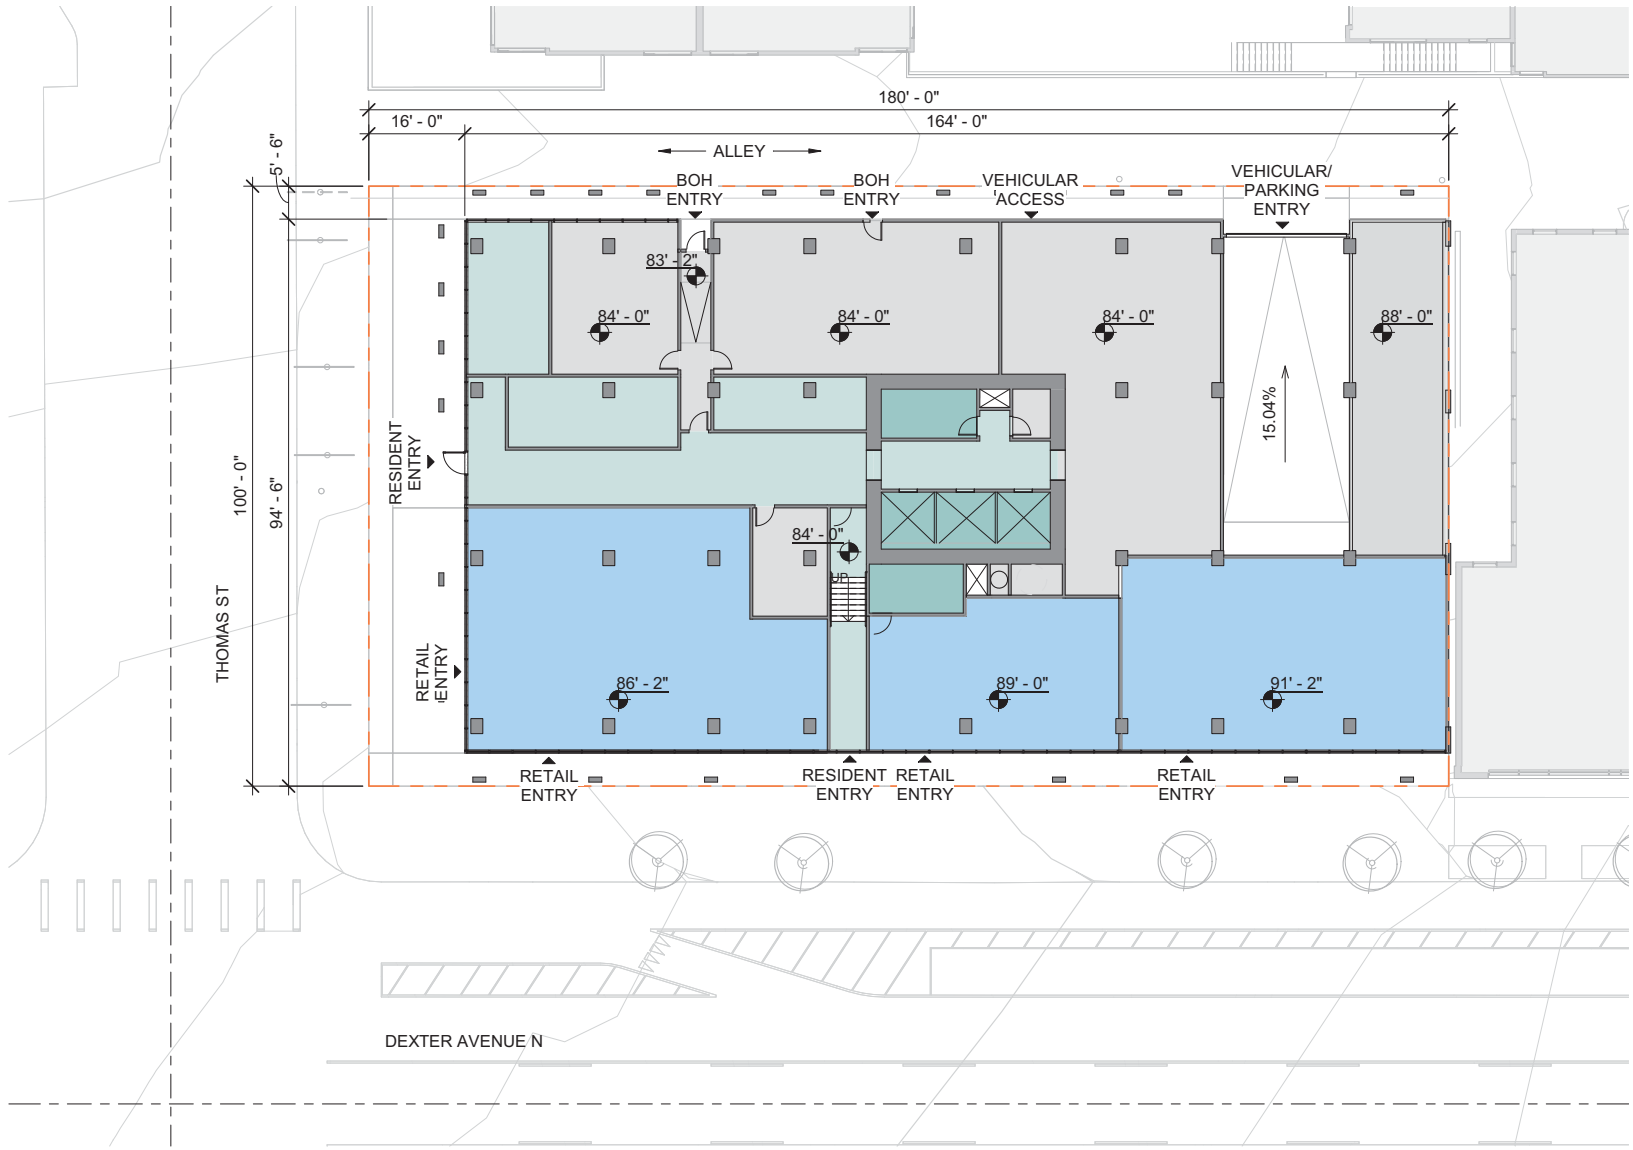 180' - 0"
16' - 0"
164' - 0"
5' - 6"
ALLEY
BOH
ENTRY
BOH
ENTRY
VEHICULAR
ACCESS
VEHICULAR/
PARKING
ENTRY
83' - 2"
84' - 0"
84' - 0"
84' - 0"
88' - 0"
15.04%
RESIDENT
ENTRY
100' - 0"
94' - 6"
84' - 0"
UP
THOMAS ST
RETAIL
ENTRY
86' - 2"
89' - 0"
91' - 2"
RETAIL
ENTRY
RESIDENT
ENTRY
RETAIL
ENTRY
RETAIL
ENTRY
DEXTER AVENUE N